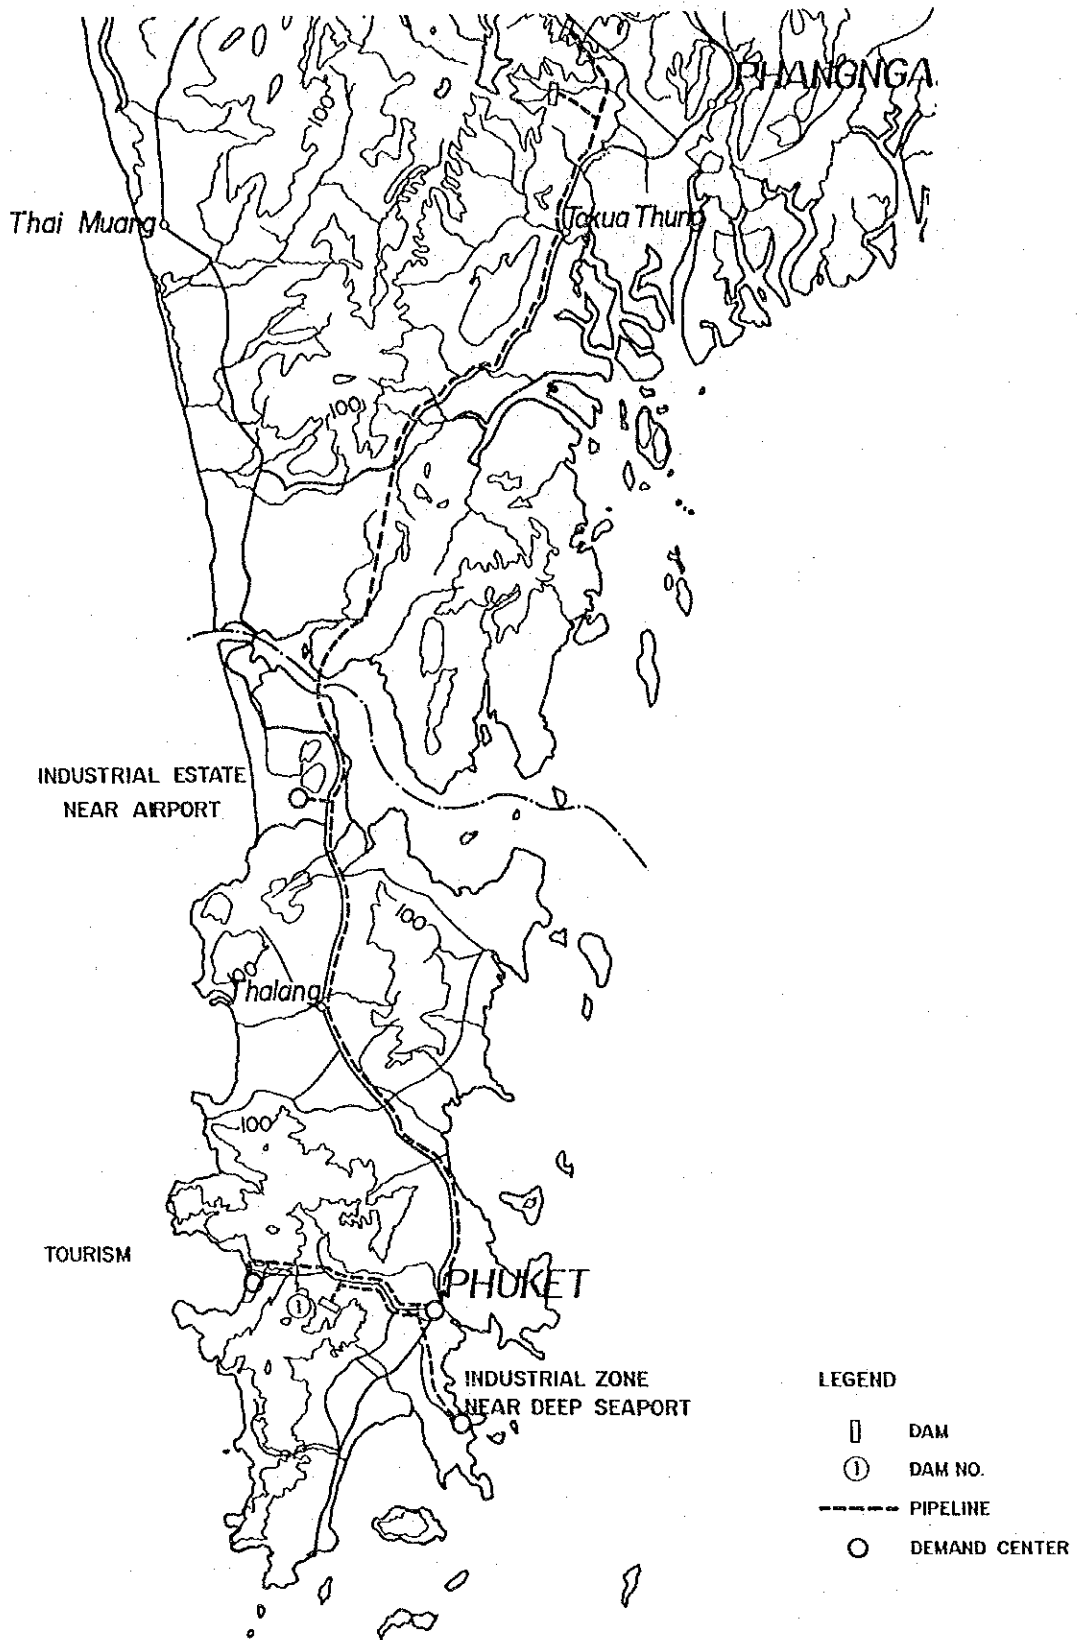 PHANGNGA
100
Thai Muang
Takua Thung
100
INDUSTRIAL ESTATE
NEAR AIRPORT
100
100
Thalang
100
TOURISM
PHUKET
1
INDUSTRIAL ZONE
NEAR DEEP SEAPORT
LEGEND
DAM
1 DAM NO.
PIPELINE
DEMAND CENTER